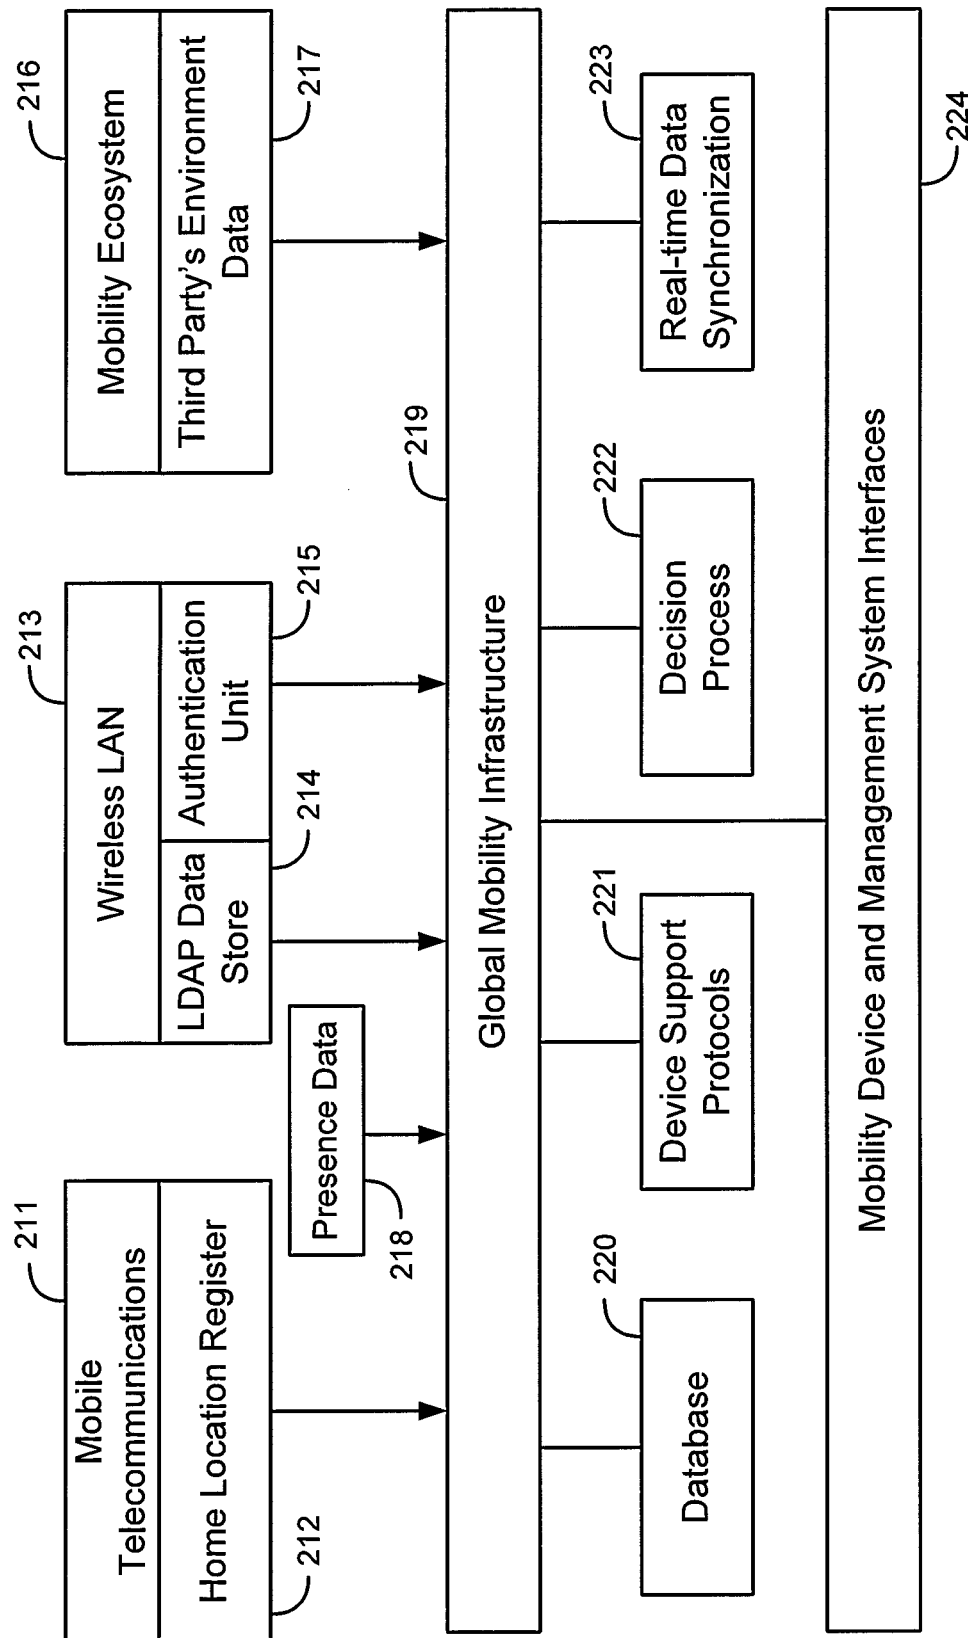 211
Mobile
Telecommunications
Home Location Register
212
213
Wireless LAN
LDAP Data
Store
214
Authentication
Unit
215
216
Mobility Ecosystem
Third Party's Environment
Data
217
Presence Data
218
219
Global Mobility Infrastructure
220
Database
221
Device Support
Protocols
222
Decision
Process
223
Real-time Data
Synchronization
Mobility Device and Management System Interfaces
224